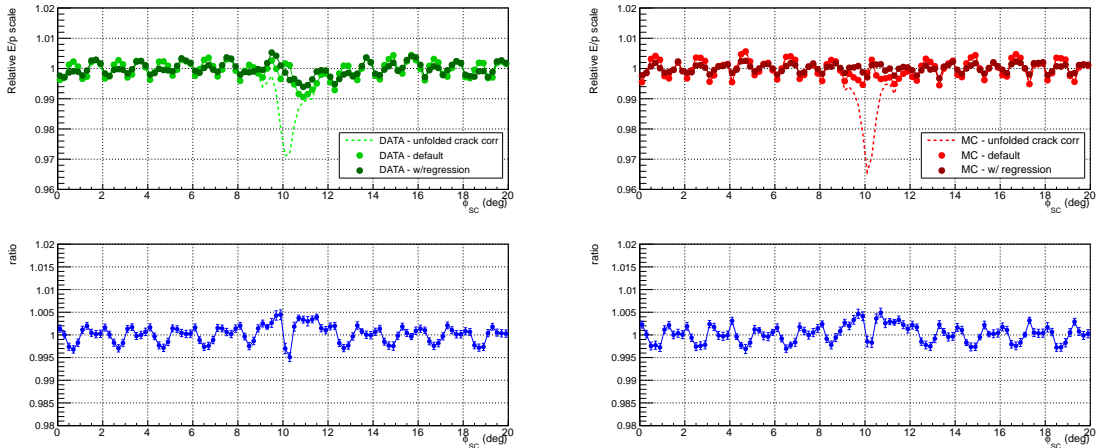 Relative E/p scale
1.02
1.01
1
0.99
0.98
0.97
0.96
DATA - unfolded crack corr
DATA - default
DATA - w/regression
0 2 4 6 8 10 12 14 16 18 20
φSC (deg)
Relative E/p scale
1.02
1.01
1
0.99
0.98
0.97
0.96
MC - unfolded crack corr
MC - default
MC - w/ regression
0 2 4 6 8 10 12 14 16 18 20
φSC (deg)
ratio
1.02
1.015
1.01
1.005
1
0.995
0.99
0.985
0.98
0 2 4 6 8 10 12 14 16 18 20
φSC (deg)
ratio
1.02
1.015
1.01
1.005
1
0.995
0.99
0.985
0.98
0 2 4 6 8 10 12 14 16 18 20
φSC (deg)